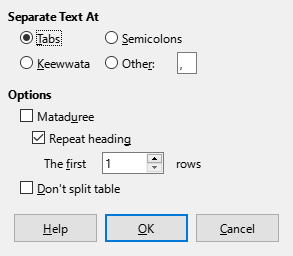 Separate Text At
Tabs Semicolons
Keewwata Other: ,
Options
Mataduree
Repeat heading
The first 1 rows
Don't split table
Help OK Cancel